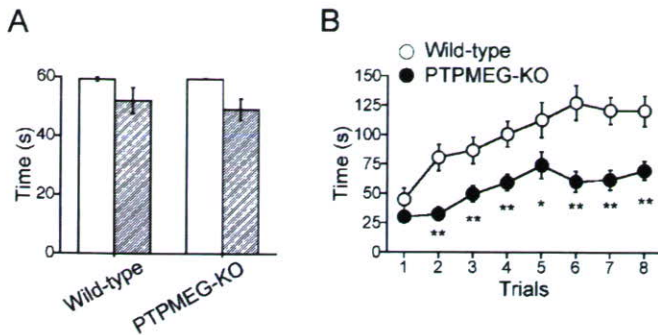 A
Time (s)
60
40
20
0
Wild-type
PTPMEG-KO
B
Wild-type
PTPMEG-KO
Time (s)
150
125
100
75
50
25
0
** ** ** * ** ** **
1 2 3 4 5 6 7 8
Trials